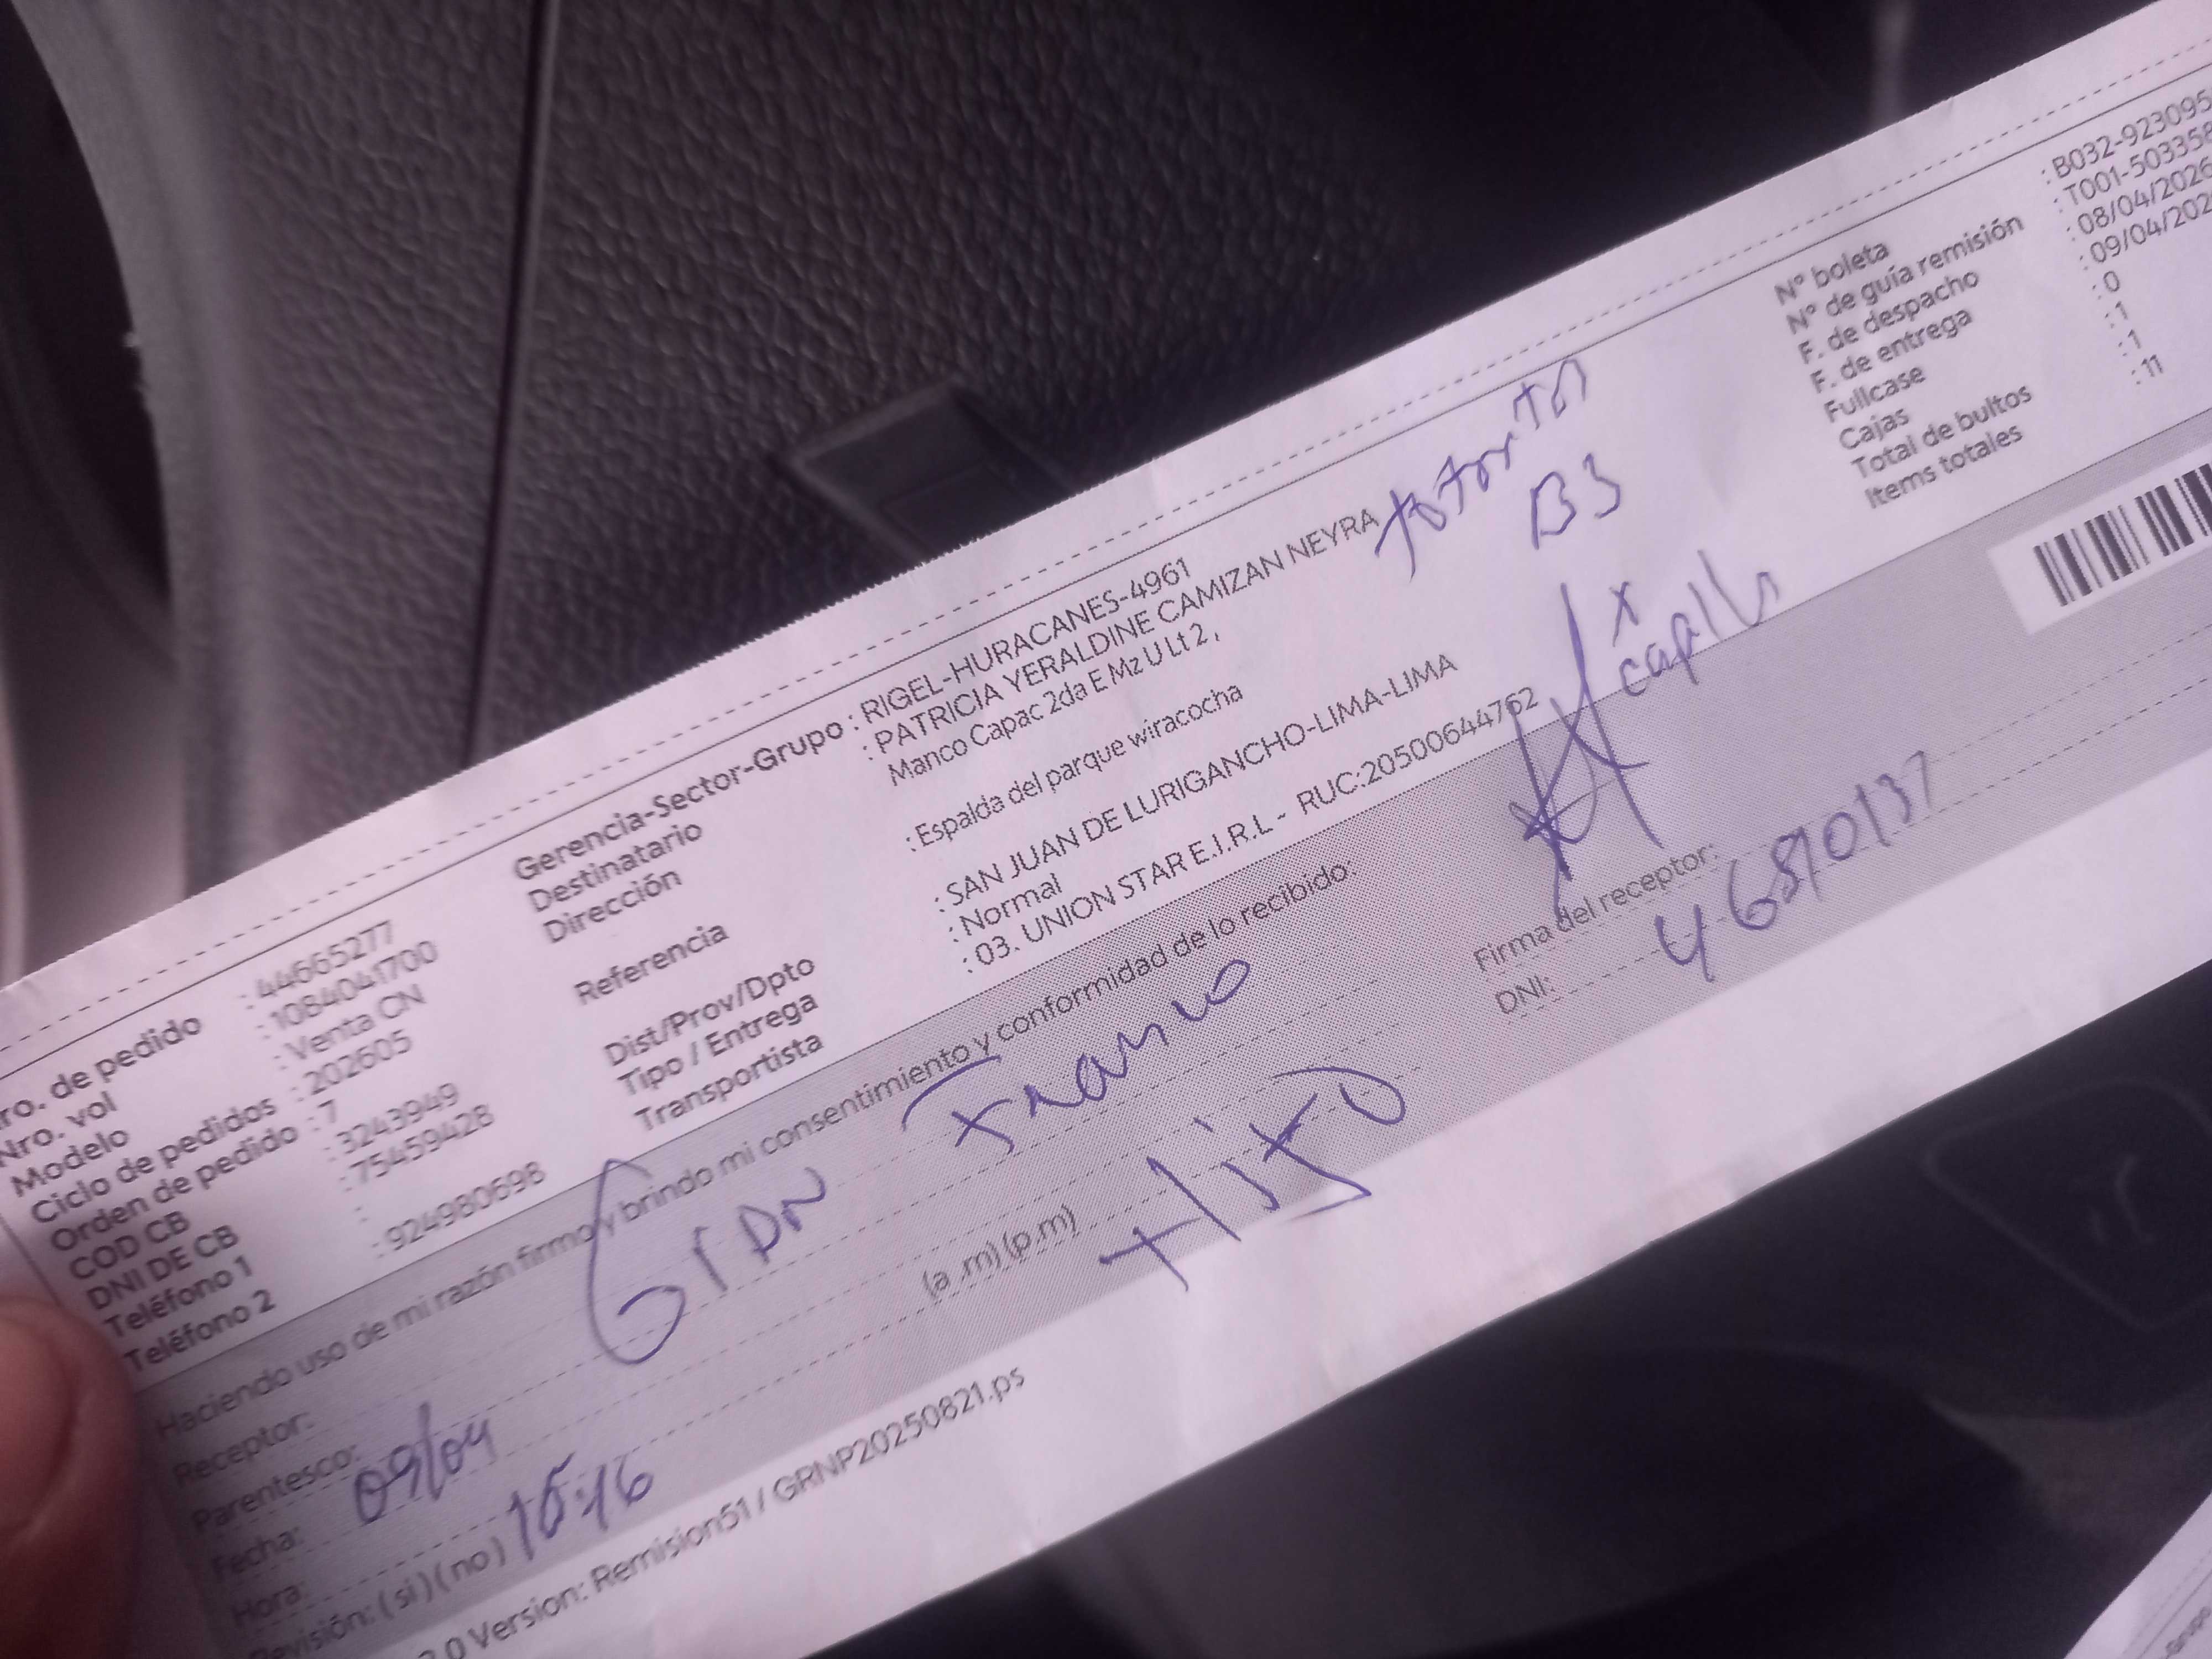 ro. de pedido : 44665277
Nro. vol : 1084041700
Modelo : Venta CN
Ciclo de pedidos : 202605
Orden de pedido : 7
COD CB : 3243949
DNI DE CB : 75459428
Teléfono 1 :
Teléfono 2 : 924980698
Gerencia-Sector-Grupo : RIGEL-HURACANES-4961
Destinatario : PATRICIA YERALDINE CAMIZAN NEYRA
Dirección Manco Capac 2da E Mz U Lt 2 ,
Referencia : Espalda del parque wiracocha
Dist/Prov/Dpto : SAN JUAN DE LURIGANCHO-LIMA-LIMA
Tipo / Entrega : Normal
Transportista : 03. UNION STAR E.I.R.L - RUC:20500644762
B3
x
N° boleta : B032-923095
N° de guía remisión : T001-503358
F. de despacho : 08/04/2026
F. de entrega : 09/04/202
Fullcase : 0
Cajas : 1
Total de bultos : 1
Items totales : 11
Haciendo uso de mi razón firmo y brindo mi consentimiento y conformidad de lo recibido:
Receptor: Franco
Parentesco:
Fecha: 09/04
Hora: 15:16 (a .m) (p.m)
Revisión: ( si ) ( no )
Firma del receptor:
DNI:
2.0 Version: Remision51 / GRNP20250821.ps